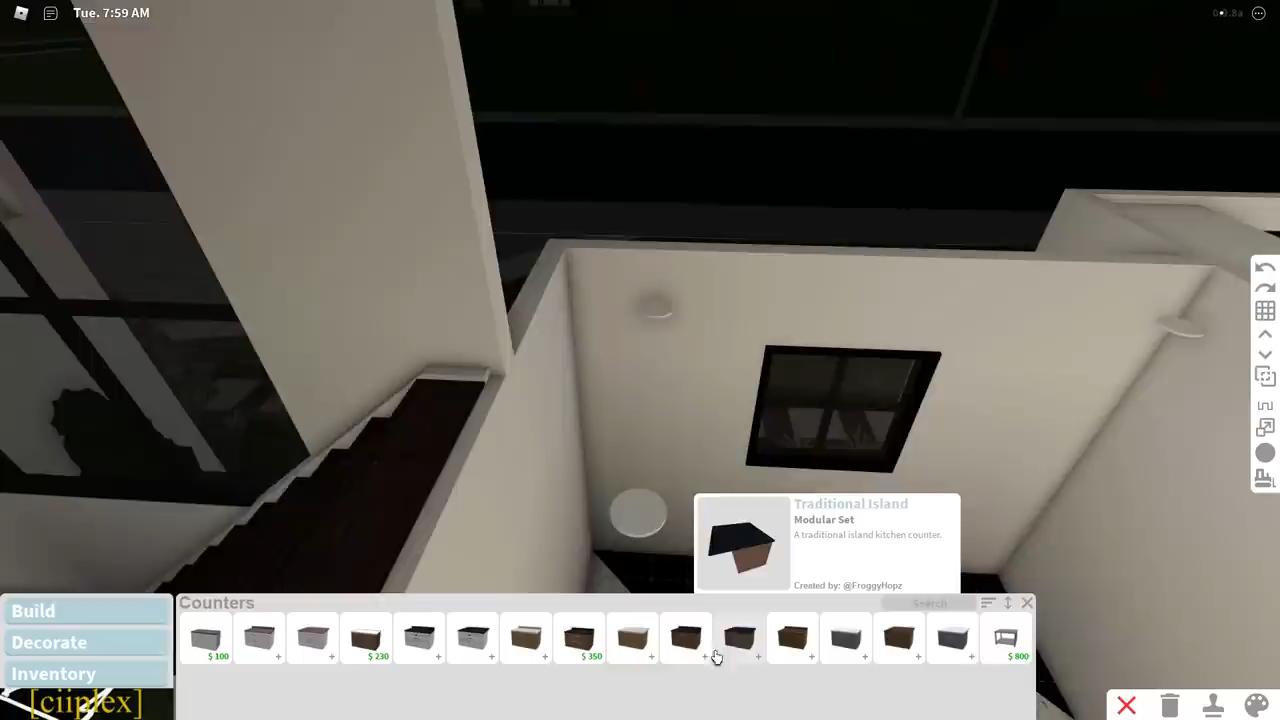 Tue. 7:59 AM
Traditional Island
Modular Set
A traditional island kitchen counter.
Created by: @FroggyHopz
Counters
Search
Build
Decorate
Inventory
$ 100
$ 230
$ 350
$ 800
[ciiplex]